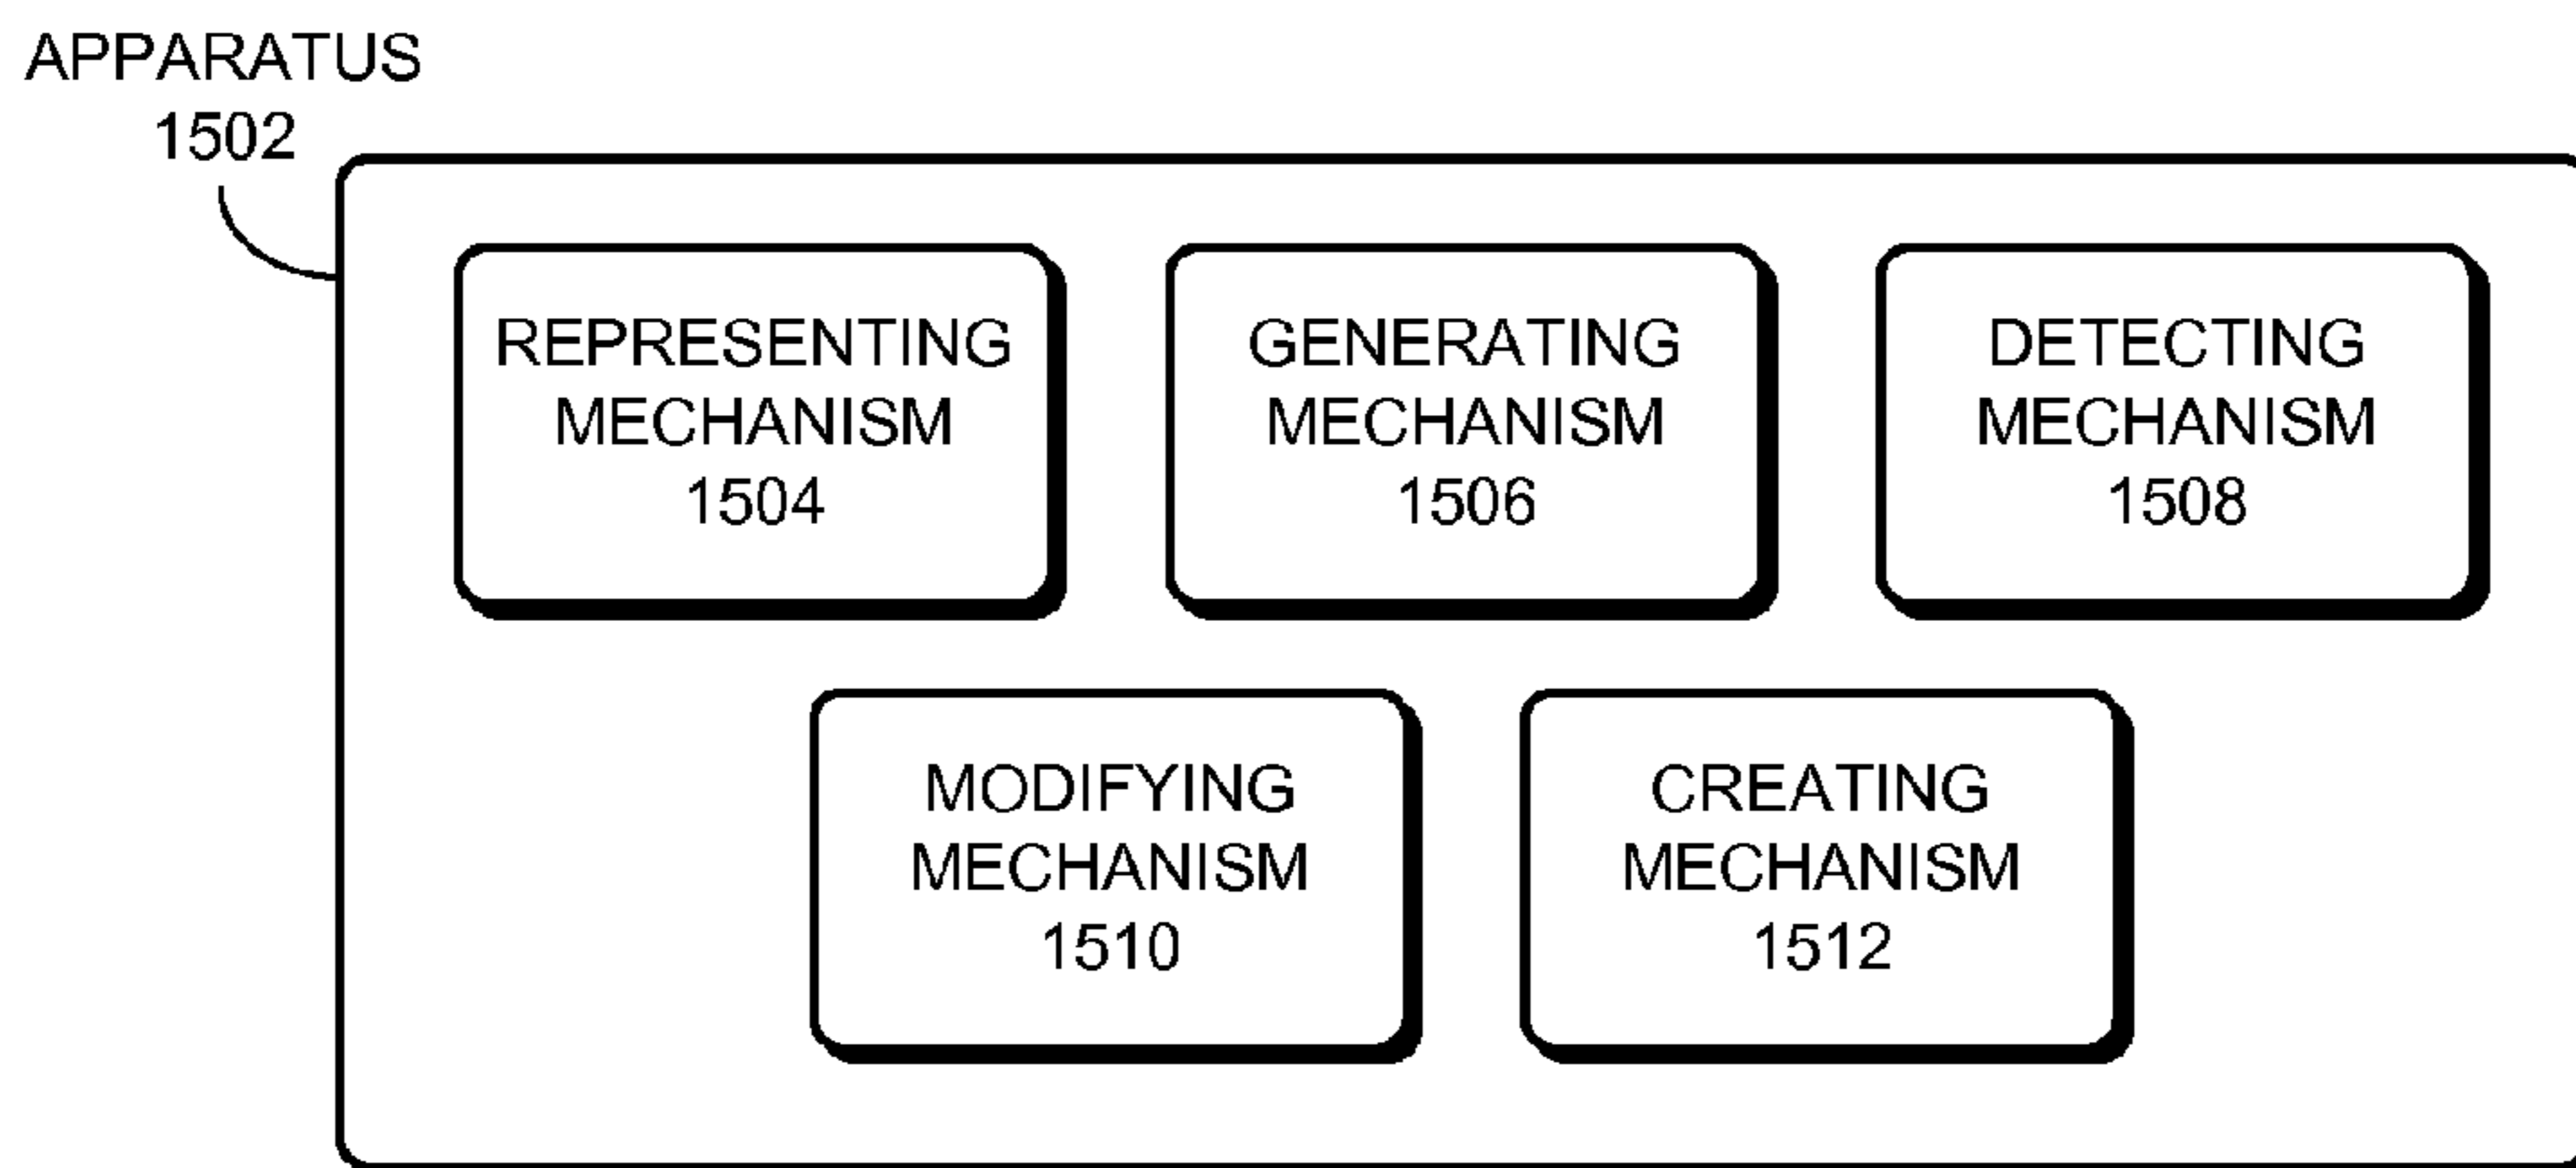 APPARATUS
1502
REPRESENTING
MECHANISM
1504
GENERATING
MECHANISM
1506
DETECTING
MECHANISM
1508
MODIFYING
MECHANISM
1510
CREATING
MECHANISM
1512